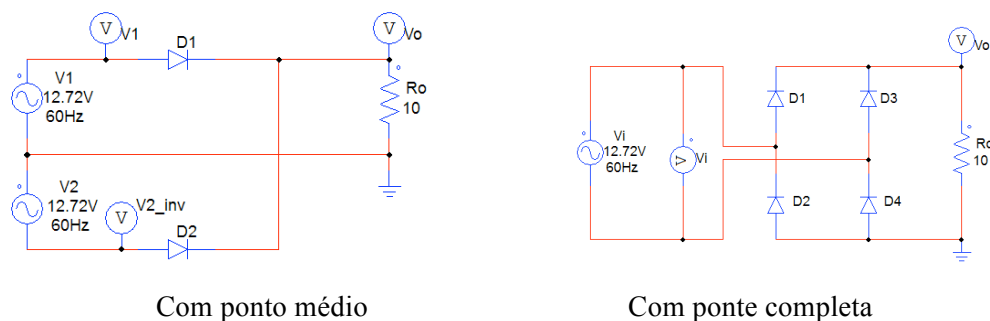 V
V1
D1
V
Vo
V1
12.72V
60Hz
Ro
10
V2
12.72V
60Hz
V
V2_inv
D2
Com ponto médio
V
Vo
D1
D3
Vi
12.72V
60Hz
V
Vi
Ro
10
D2
D4
Com ponte completa